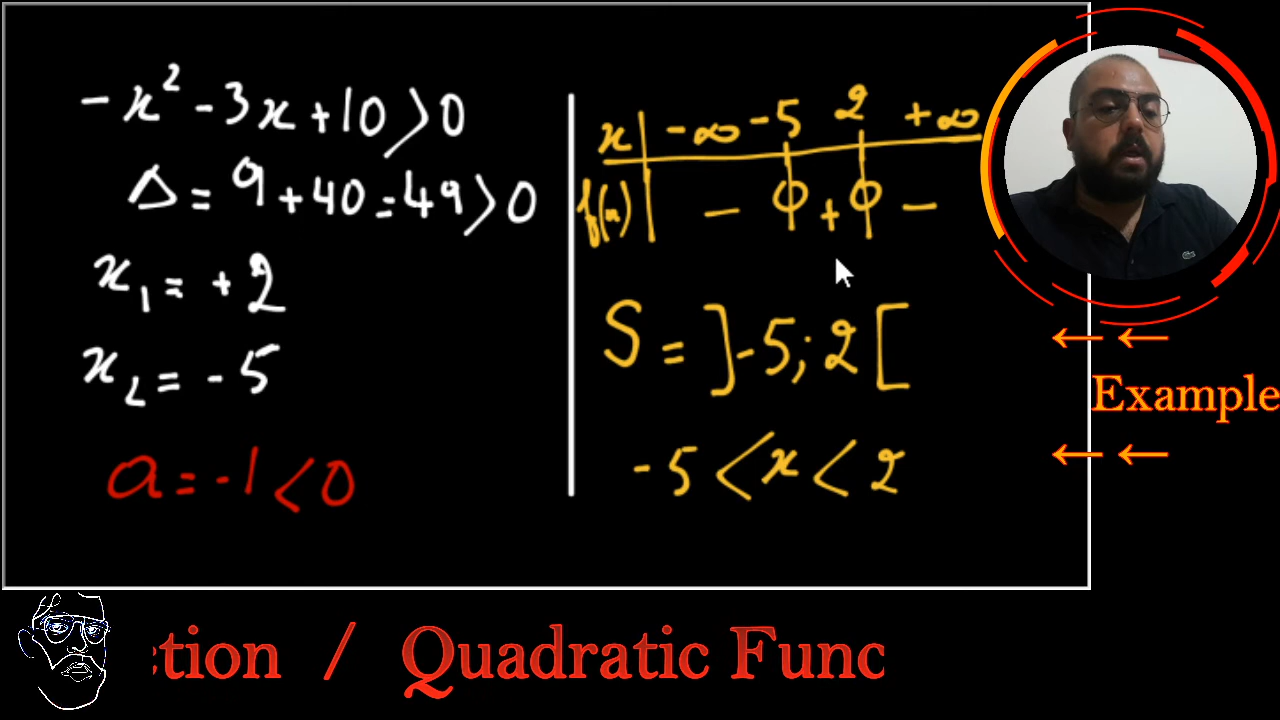 -x² - 3x + 10 > 0
Δ = 9 + 40 = 49 > 0
x₁ = +2
x₂ = -5
a = -1 < 0
x | -∞ -5 2 +∞
f(x) | - 0 + 0 -
S = ]-5; 2[
-5 < x < 2
← ←
Example
← ←
ction / Quadratic Func